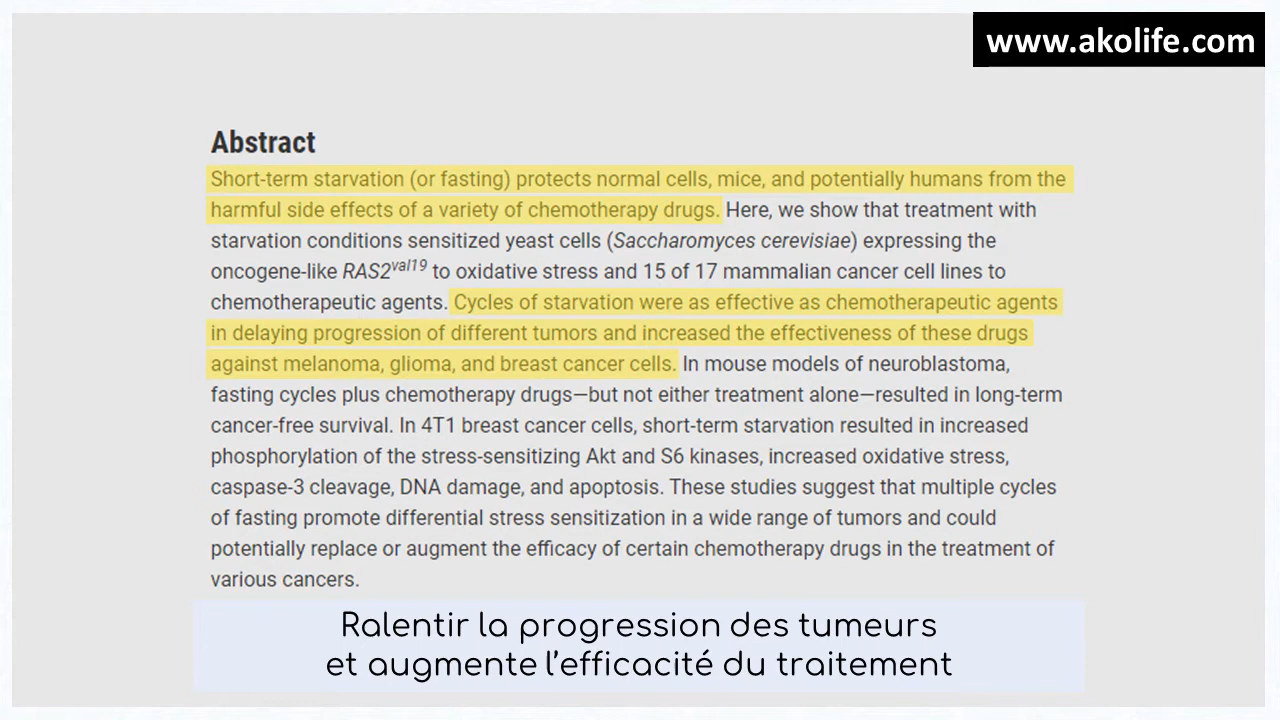 www.akolife.com
Abstract
Short-term starvation (or fasting) protects normal cells, mice, and potentially humans from the
harmful side effects of a variety of chemotherapy drugs. Here, we show that treatment with
starvation conditions sensitized yeast cells (Saccharomyces cerevisiae) expressing the
oncogene-like RAS2val19 to oxidative stress and 15 of 17 mammalian cancer cell lines to
chemotherapeutic agents. Cycles of starvation were as effective as chemotherapeutic agents
in delaying progression of different tumors and increased the effectiveness of these drugs
against melanoma, glioma, and breast cancer cells. In mouse models of neuroblastoma,
fasting cycles plus chemotherapy drugs—but not either treatment alone—resulted in long-term
cancer-free survival. In 4T1 breast cancer cells, short-term starvation resulted in increased
phosphorylation of the stress-sensitizing Akt and S6 kinases, increased oxidative stress,
caspase-3 cleavage, DNA damage, and apoptosis. These studies suggest that multiple cycles
of fasting promote differential stress sensitization in a wide range of tumors and could
potentially replace or augment the efficacy of certain chemotherapy drugs in the treatment of
various cancers.
Ralentir la progression des tumeurs
et augmente l'efficacité du traitement